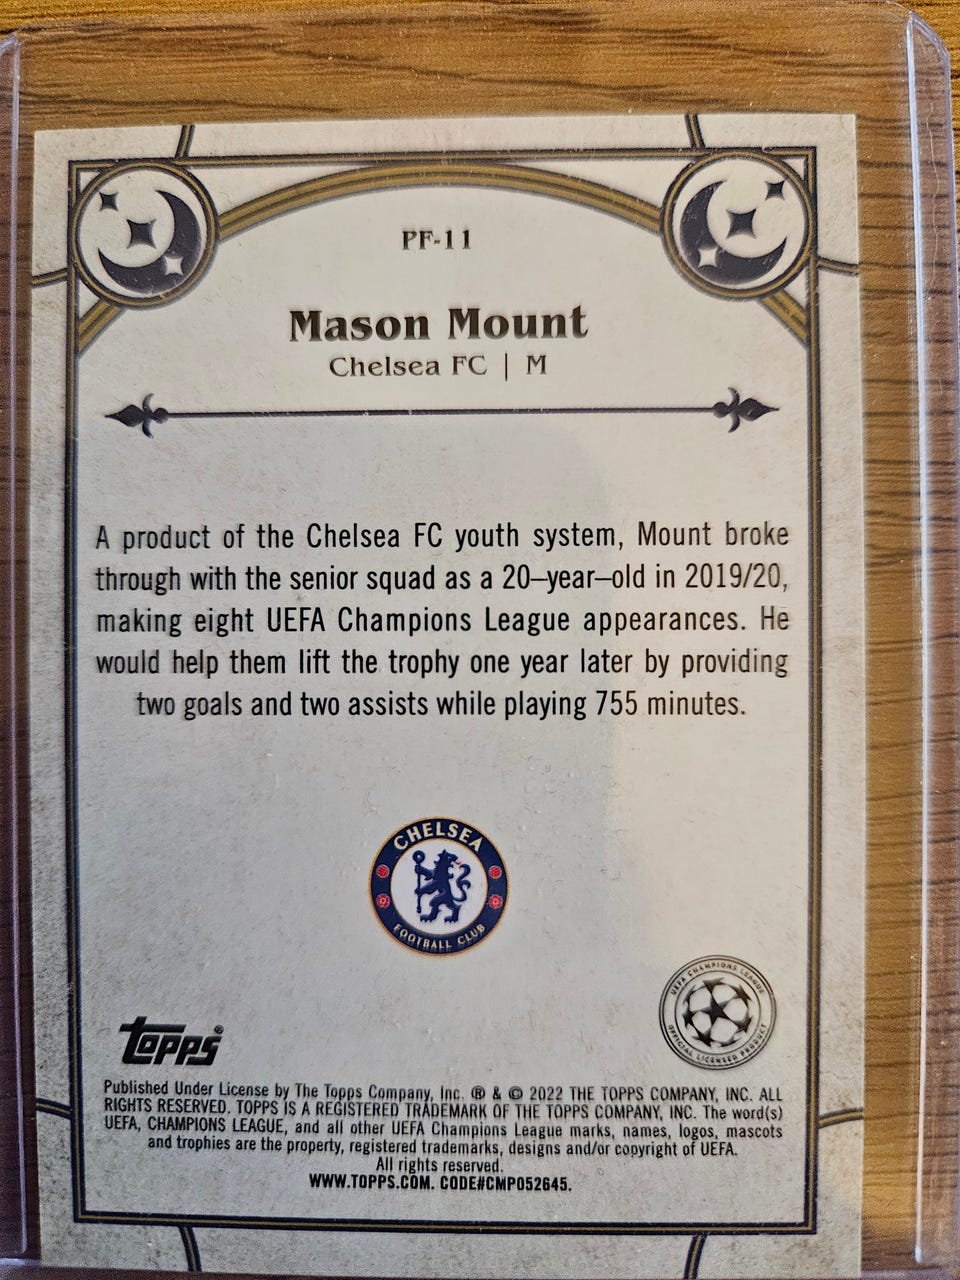 PF-11
Mason Mount
Chelsea FC | M
A product of the Chelsea FC youth system, Mount broke
through with the senior squad as a 20–year–old in 2019/20,
making eight UEFA Champions League appearances. He
would help them lift the trophy one year later by providing
two goals and two assists while playing 755 minutes.
CHELSEA
FOOTBALL CLUB
UEFA CHAMPIONS LEAGUE
OFFICIAL LICENSED PRODUCT
topps®
Published Under License by The Topps Company, Inc. ® & © 2022 THE TOPPS COMPANY, INC. ALL
RIGHTS RESERVED. TOPPS IS A REGISTERED TRADEMARK OF THE TOPPS COMPANY, INC. The word(s)
UEFA, CHAMPIONS LEAGUE, and all other UEFA Champions League marks, names, logos, mascots
and trophies are the property, registered trademarks, designs and/or copyright of UEFA.
All rights reserved.
WWW.TOPPS.COM. CODE#CMP052645.